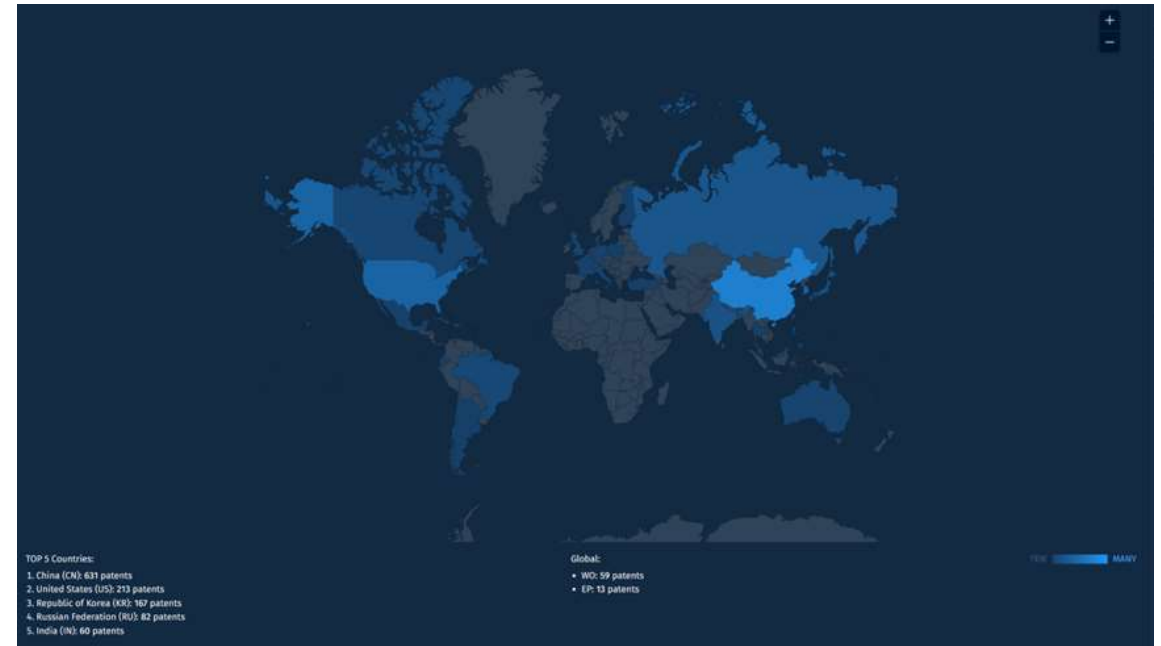 +
−
TOP 5 Countries:
1. China (CN): 631 patents
2. United States (US): 213 patents
3. Republic of Korea (KR): 167 patents
4. Russian Federation (RU): 82 patents
5. India (IN): 60 patents
Global:
• WO: 59 patents
• EP: 13 patents
FEW MANY